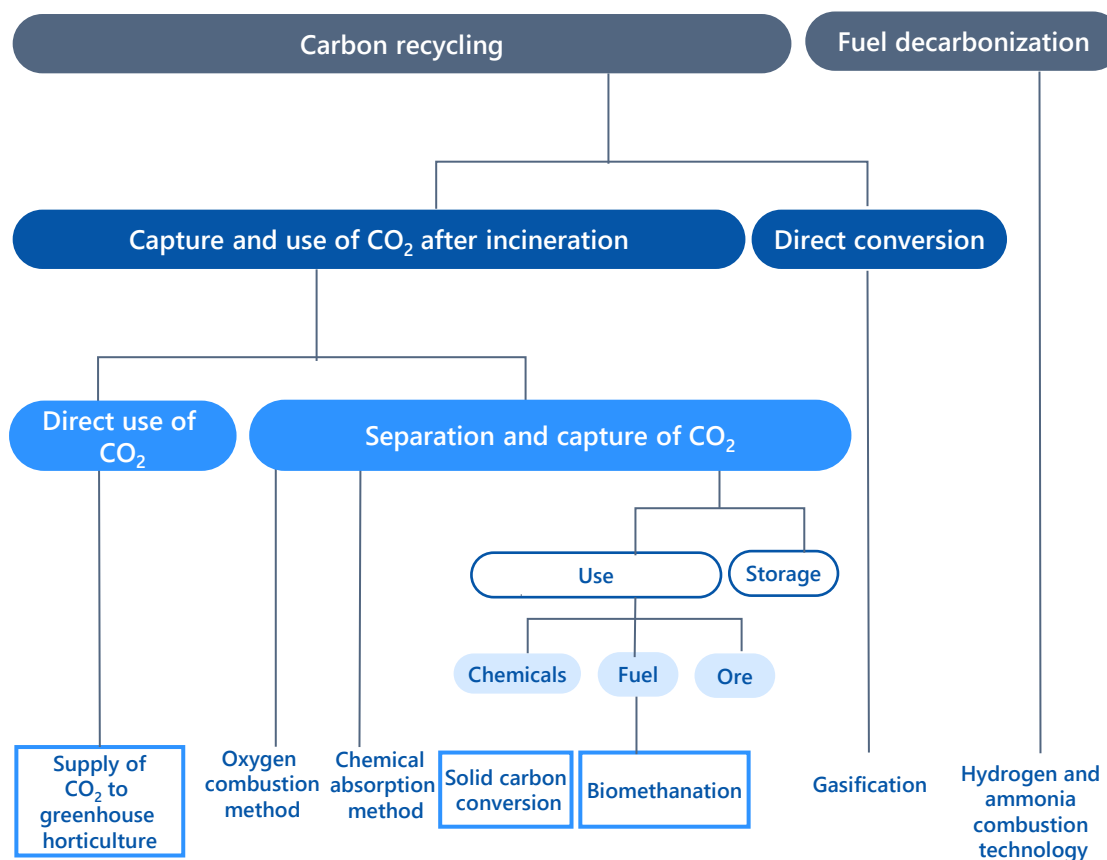 Carbon recycling
Fuel decarbonization
Capture and use of CO₂ after incineration
Direct conversion
Direct use of
CO₂
Separation and capture of CO₂
Use
Storage
Chemicals
Fuel
Ore
Supply of
CO₂ to
greenhouse
horticulture
Oxygen
combustion
method
Chemical
absorption
method
Solid carbon
conversion
Biomethanation
Gasification
Hydrogen and
ammonia
combustion
technology